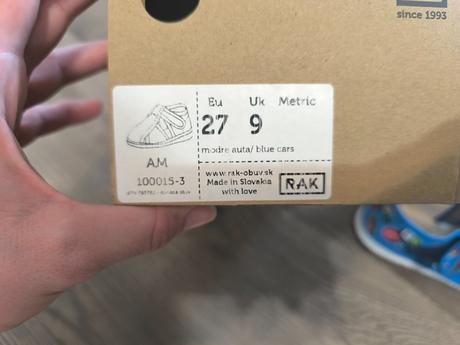 since 1993
Eu Uk Metric
27 9
modre auta/ blue cars
AM
100015-3
www.rak-obuv.sk
Made in Slovakia
with love
RAK